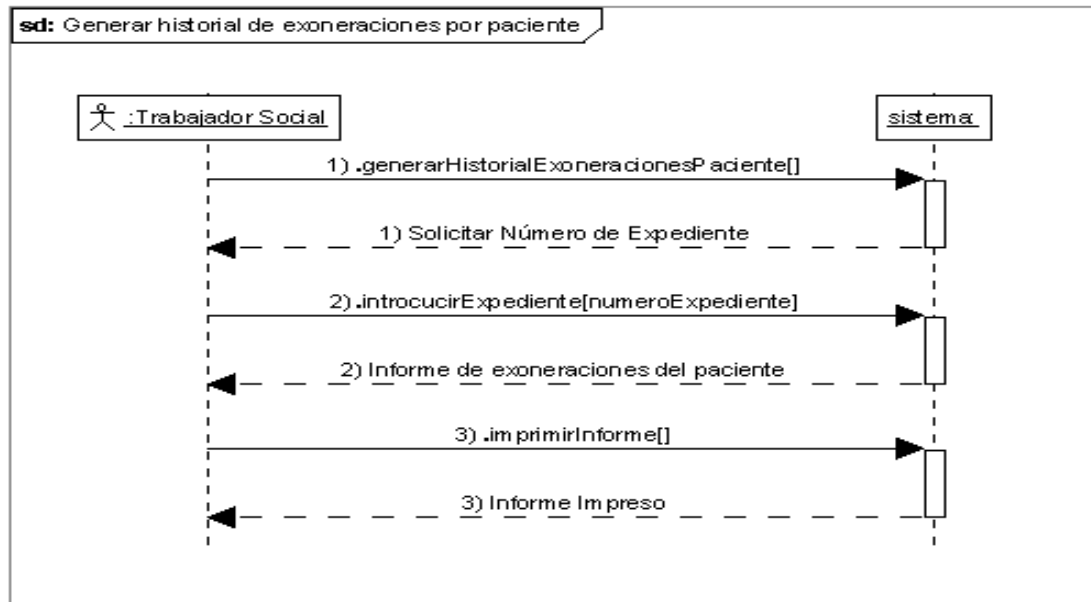 sd: Generar historial de exoneraciones por paciente
:Trabajador Social
sistema:
1) .generarHistorialExoneracionesPaciente[]
1) Solicitar Número de Expediente
2) .introcucirExpediente[numeroExpediente]
2) Informe de exoneraciones del paciente
3) .imprimirInforme[]
3) Informe Impreso